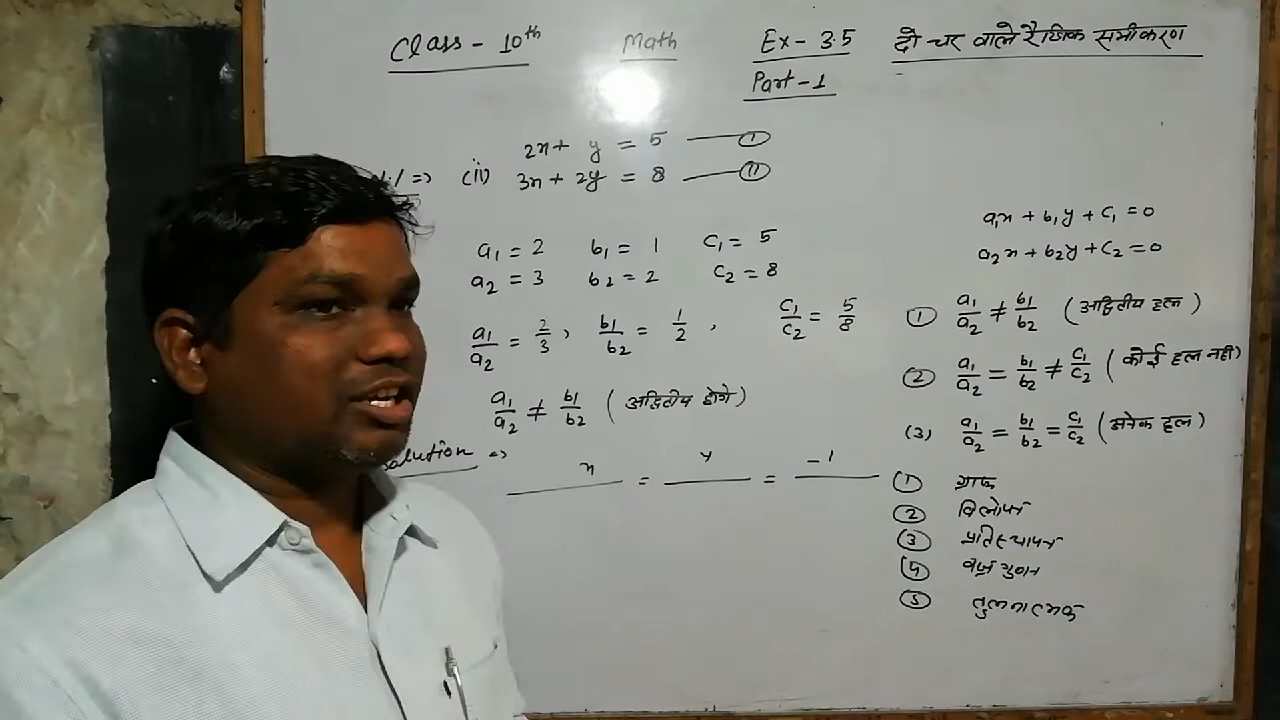 Class - 10th Math Ex - 3.5 दो चर वाले रैखिक समीकरण
Part - 1
2x + y = 5 —— (I)
=> (ii) 3x + 2y = 8 —— (II)
a1 = 2 b1 = 1 c1 = 5
a2 = 3 b2 = 2 c2 = 8
a1/a2 = 2/3, b1/b2 = 1/2, c1/c2 = 5/8
a1/a2 ≠ b1/b2 (अद्वितीय होगे)
Solution =>
x/ = y/ = -1/
a1x + b1y + c1 = 0
a2x + b2y + c2 = 0
(1) a1/a2 ≠ b1/b2 (अद्वितीय हल)
(2) a1/a2 = b1/b2 ≠ c1/c2 (कोई हल नही)
(3) a1/a2 = b1/b2 = c1/c2 (अनेक हल)
(1) ग्राफ
(2) विलोपन
(3) प्रतिस्थापन
(4) वज्र गुणन
(5) तुलनात्मक